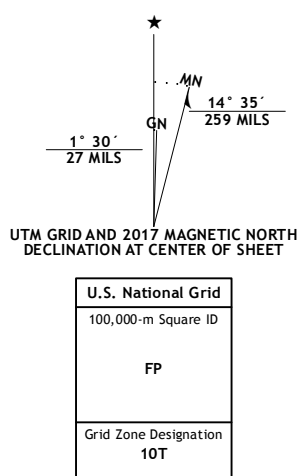 MN
GN
14° 35´
259 MILS
1° 30´
27 MILS
UTM GRID AND 2017 MAGNETIC NORTH
DECLINATION AT CENTER OF SHEET
U.S. National Grid
100,000-m Square ID
FP
Grid Zone Designation
10T